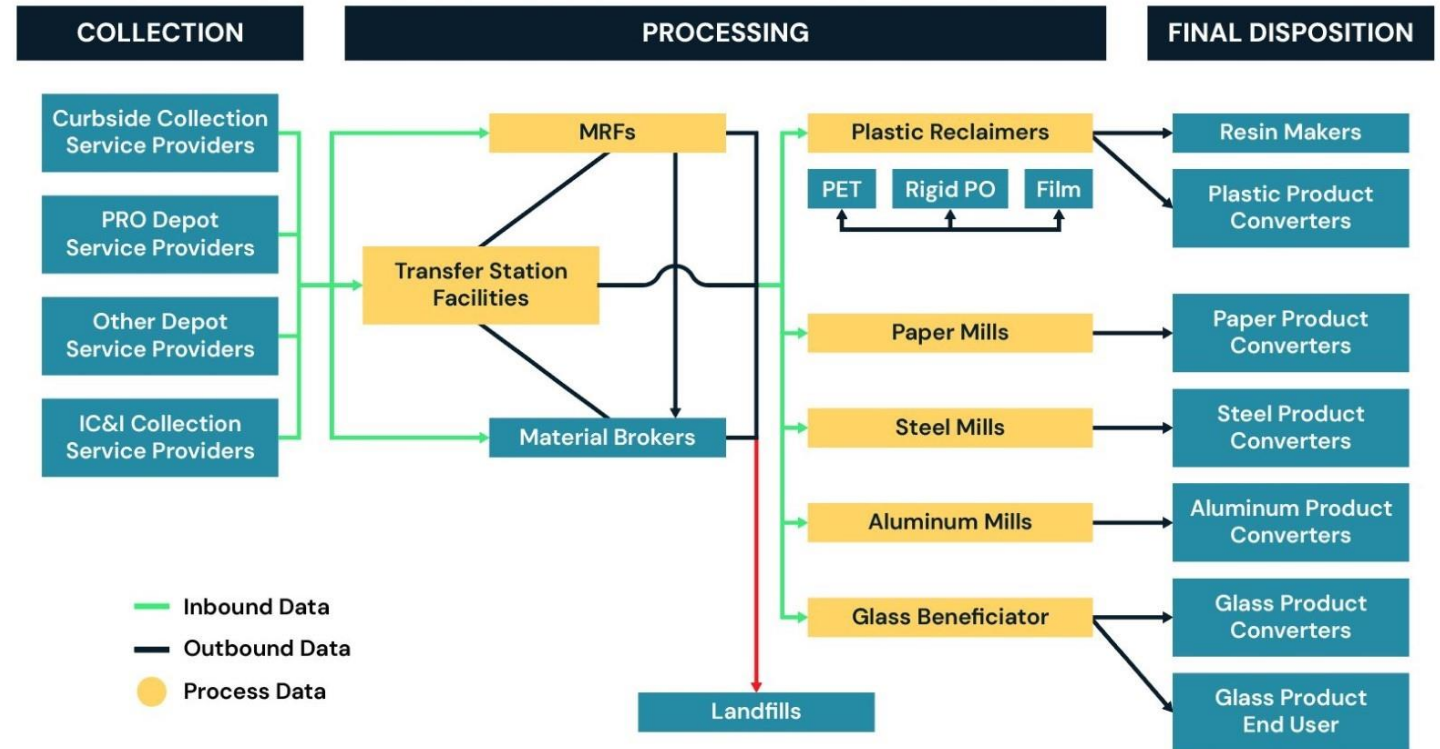 COLLECTION
PROCESSING
FINAL DISPOSITION
Curbside Collection
Service Providers
PRO Depot
Service Providers
Other Depot
Service Providers
IC&I Collection
Service Providers
MRFs
Transfer Station
Facilities
Material Brokers
Plastic Reclaimers
PET
Rigid PO
Film
Paper Mills
Steel Mills
Aluminum Mills
Glass Beneficiator
Resin Makers
Plastic Product
Converters
Paper Product
Converters
Steel Product
Converters
Aluminum Product
Converters
Glass Product
Converters
Glass Product
End User
Landfills
Inbound Data
Outbound Data
Process Data